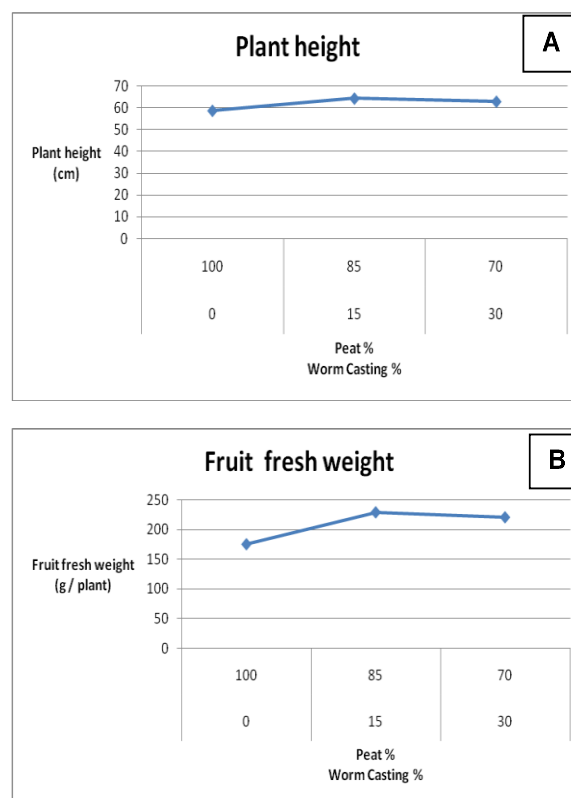 A
Plant height
70
60
50
40
30
20
10
0
Plant height
(cm)
100 85 70
0 15 30
Peat %
Worm Casting %
B
Fruit fresh weight
250
200
150
100
50
0
Fruit fresh weight
(g / plant)
100 85 70
0 15 30
Peat %
Worm Casting %